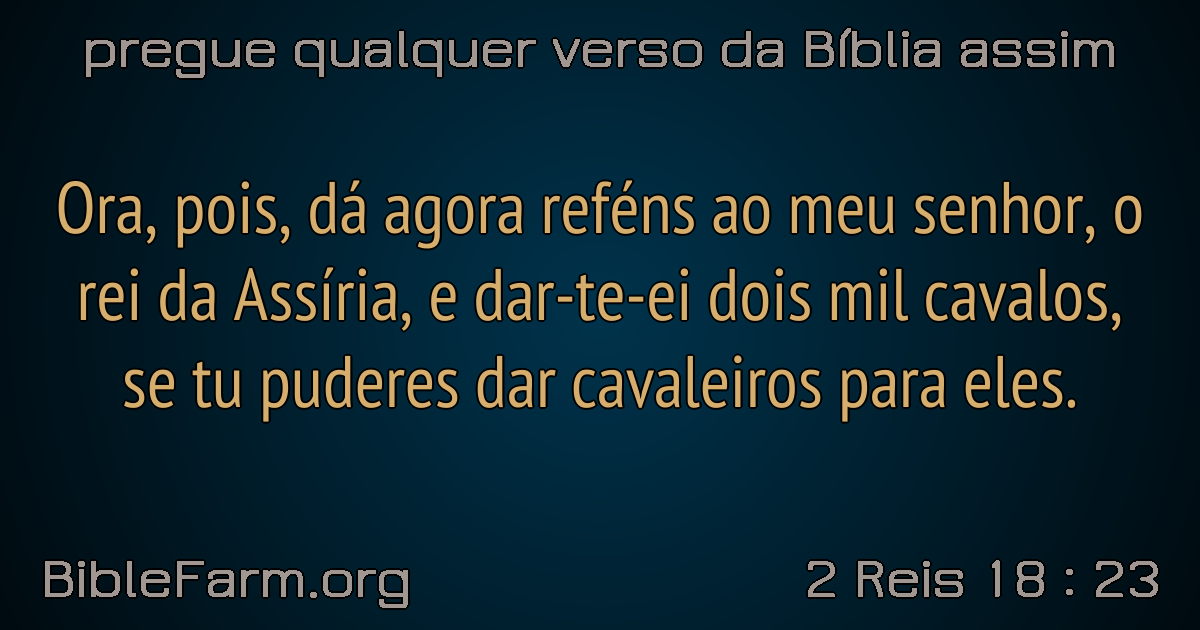 pregue qualquer verso da Bíblia assim
Ora, pois, dá agora reféns ao meu senhor, o
rei da Assíria, e dar-te-ei dois mil cavalos,
se tu puderes dar cavaleiros para eles.
BibleFarm.org
2 Reis 18 : 23